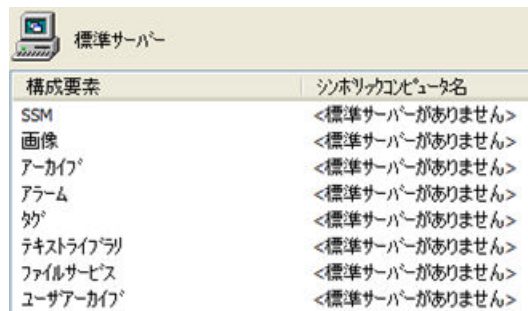 標準サーバー
構成要素 シンボリックコンピュータ名
SSM <標準サーバーがありません>
画像 <標準サーバーがありません>
アーカイブ <標準サーバーがありません>
アラーム <標準サーバーがありません>
タグ <標準サーバーがありません>
テキストライブラリ <標準サーバーがありません>
ファイルサービス <標準サーバーがありません>
ユーザアーカイブ <標準サーバーがありません>